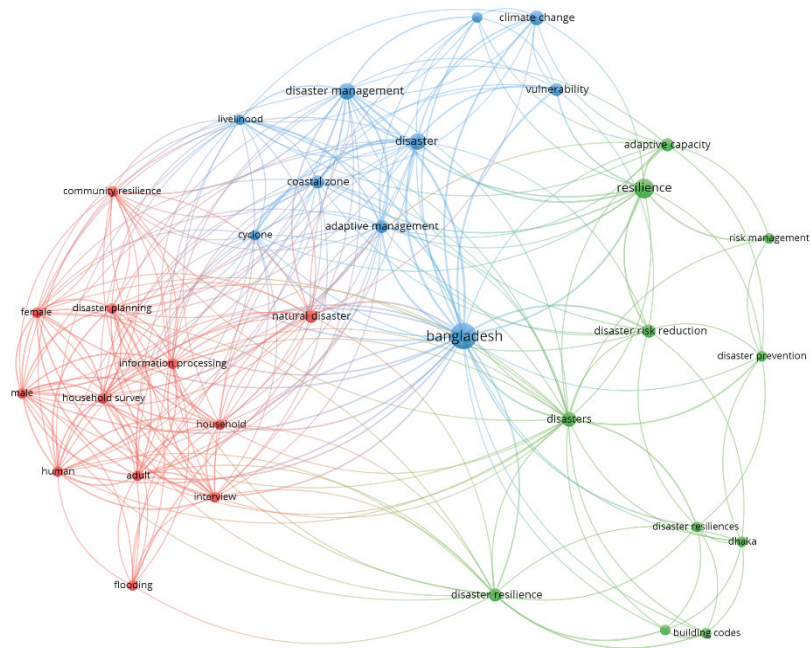 climate change
disaster management
vulnerability
livelihood
disaster
adaptive capacity
coastal zone
resilience
community resilience
adaptive management
cyclone
risk management
female
disaster planning
natural disaster
bangladesh
disaster risk reduction
disaster prevention
information processing
male
household survey
household
disasters
human
adult
interview
disaster resiliences
dhaka
flooding
disaster resilience
building codes